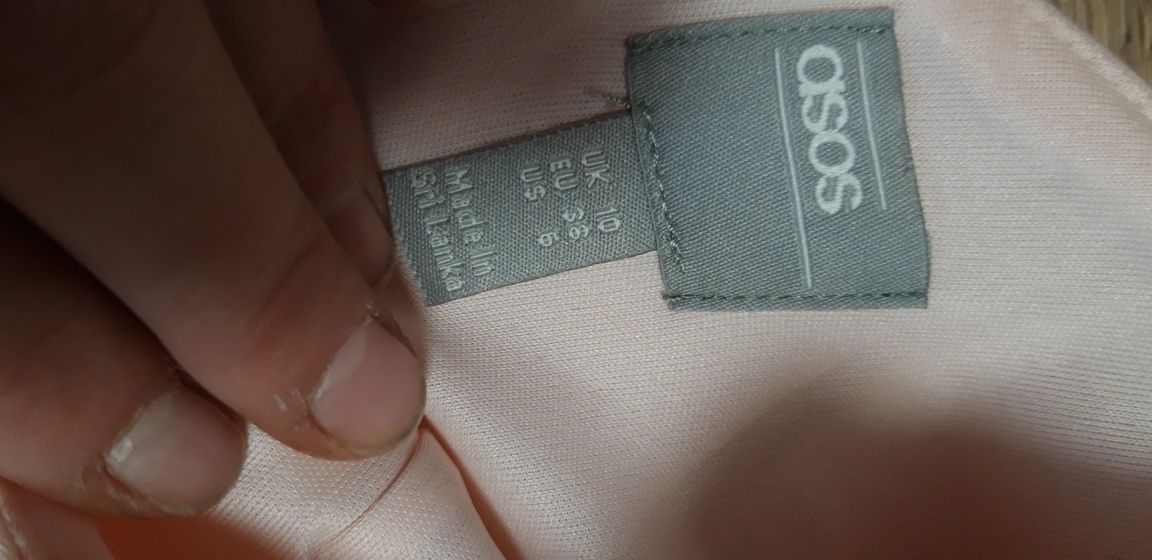 asos
UK 10
EU 38
US 6
Made In
Sri Lanka